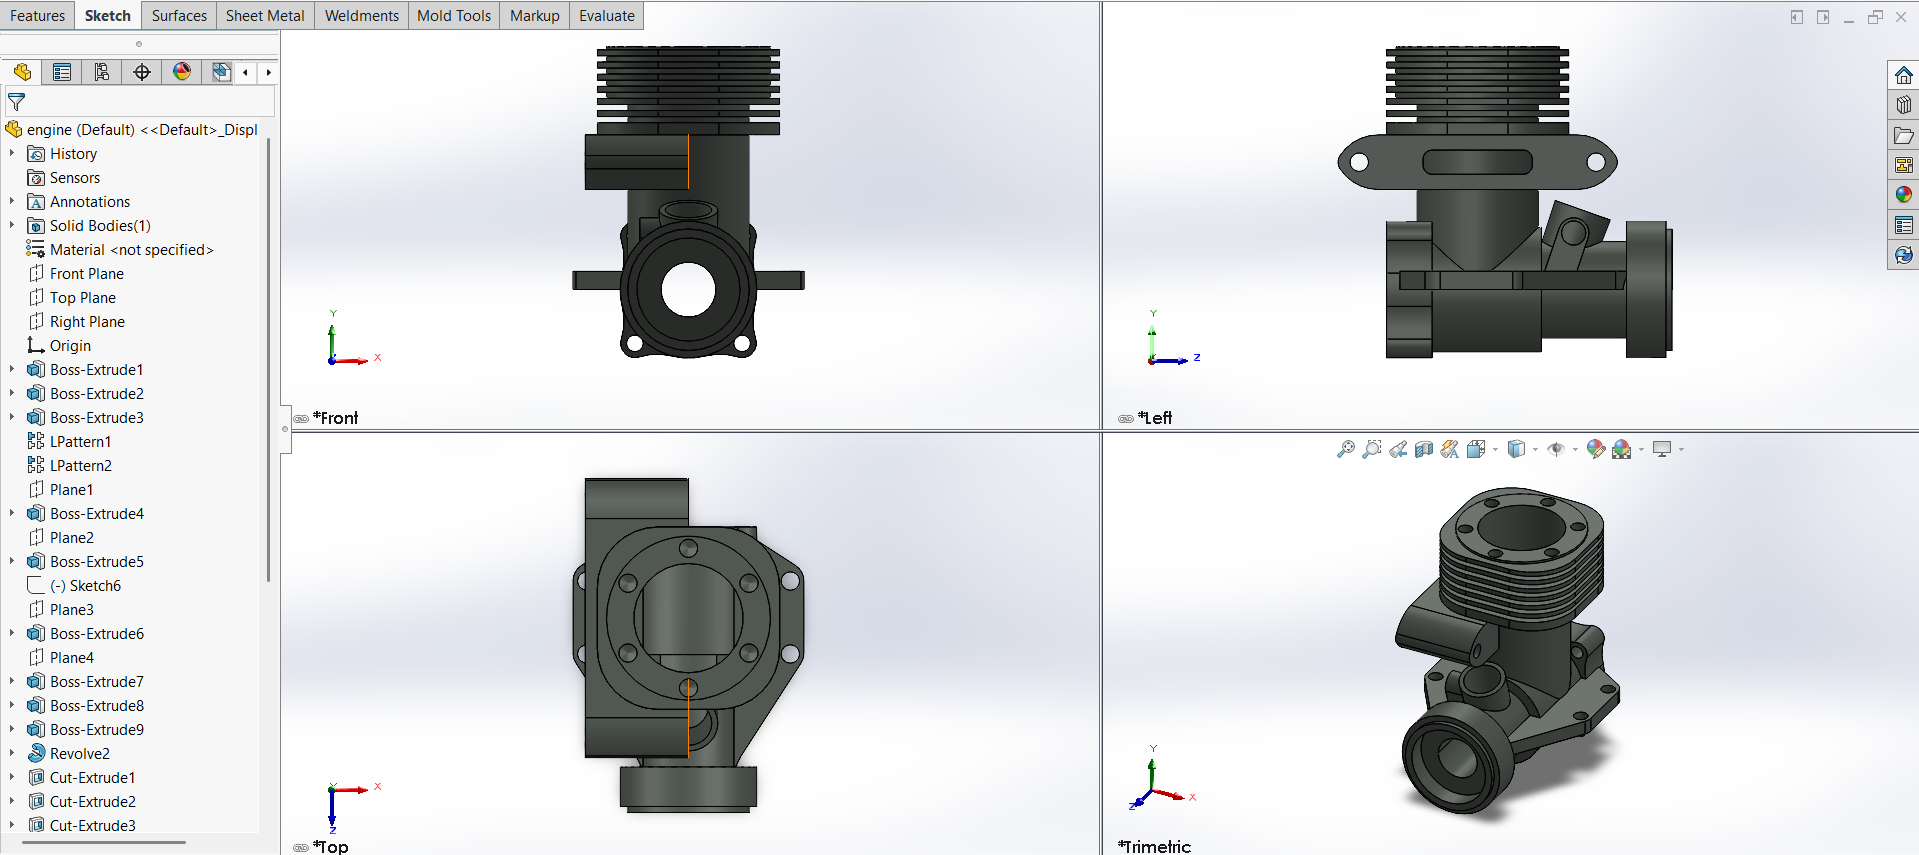 Features Sketch Surfaces Sheet Metal Weldments Mold Tools Markup Evaluate
engine (Default) <<Default>_Displ
History
Sensors
Annotations
Solid Bodies(1)
Material <not specified>
Front Plane
Top Plane
Right Plane
Origin
Boss-Extrude1
Boss-Extrude2
Boss-Extrude3
LPattern1
LPattern2
Plane1
Boss-Extrude4
Plane2
Boss-Extrude5
(-) Sketch6
Plane3
Boss-Extrude6
Plane4
Boss-Extrude7
Boss-Extrude8
Boss-Extrude9
Revolve2
Cut-Extrude1
Cut-Extrude2
Cut-Extrude3
Y
X
*Front
Y
Z
*Left
Y
X
Z
*Top
Y
X
Z
*Trimetric